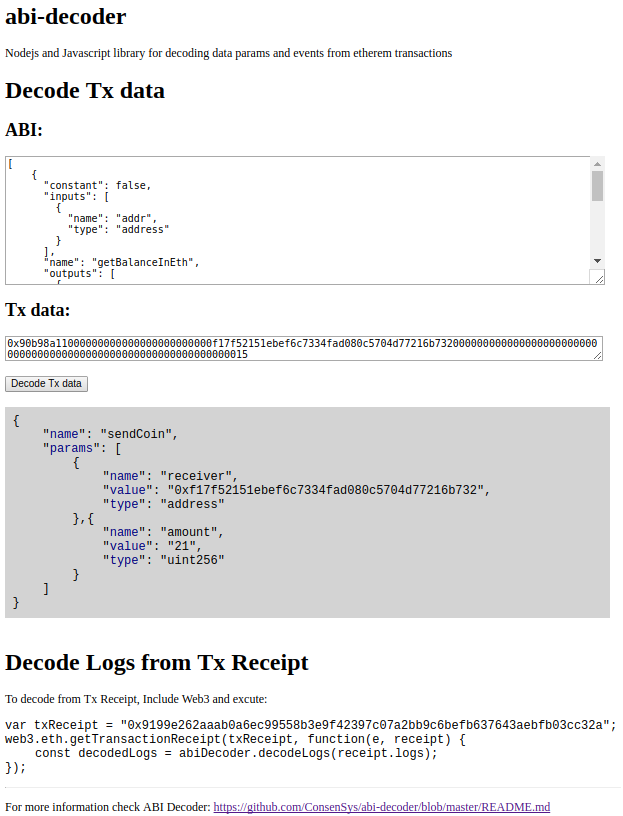 abi-decoder
Nodejs and Javascript library for decoding data params and events from etherem transactions
Decode Tx data
ABI:
[
    {
      "constant": false,
      "inputs": [
        {
          "name": "addr",
          "type": "address"
        }
      ],
      "name": "getBalanceInEth",
      "outputs": [
        {
Tx data:
0x90b98a11000000000000000000000000f17f52151ebef6c7334fad080c5704d77216b7320000000000000000000000
000000000000000000000000000000000000000015
Decode Tx data
{
    "name": "sendCoin",
    "params": [
        {
            "name": "receiver",
            "value": "0xf17f52151ebef6c7334fad080c5704d77216b732",
            "type": "address"
        },{
            "name": "amount",
            "value": "21",
            "type": "uint256"
        }
    ]
}
Decode Logs from Tx Receipt
To decode from Tx Receipt, Include Web3 and excute:
var txReceipt = "0x9199e262aaab0a6ec99558b3e9f42397c07a2bb9c6befb637643aebfb03cc32a";
web3.eth.getTransactionReceipt(txReceipt, function(e, receipt) {
    const decodedLogs = abiDecoder.decodeLogs(receipt.logs);
});
For more information check ABI Decoder: https://github.com/ConsenSys/abi-decoder/blob/master/README.md